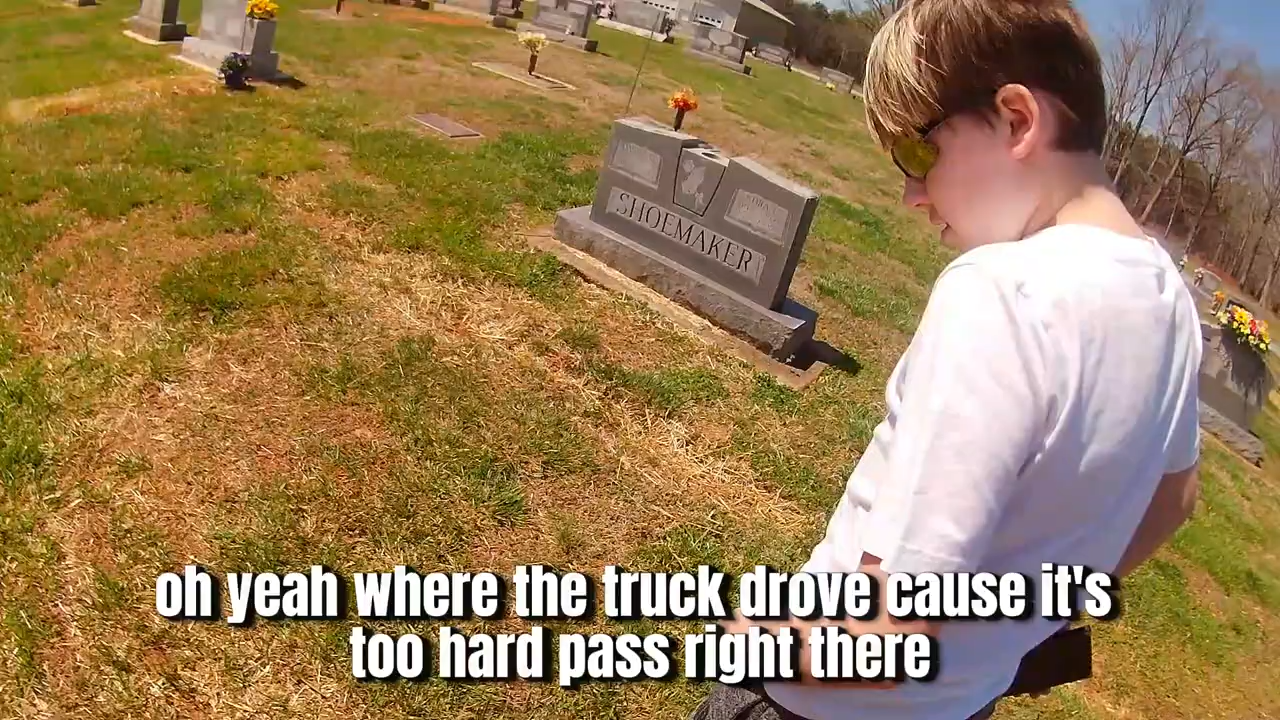 SHOEMAKER
oh yeah where the truck drove cause it's
too hard pass right there